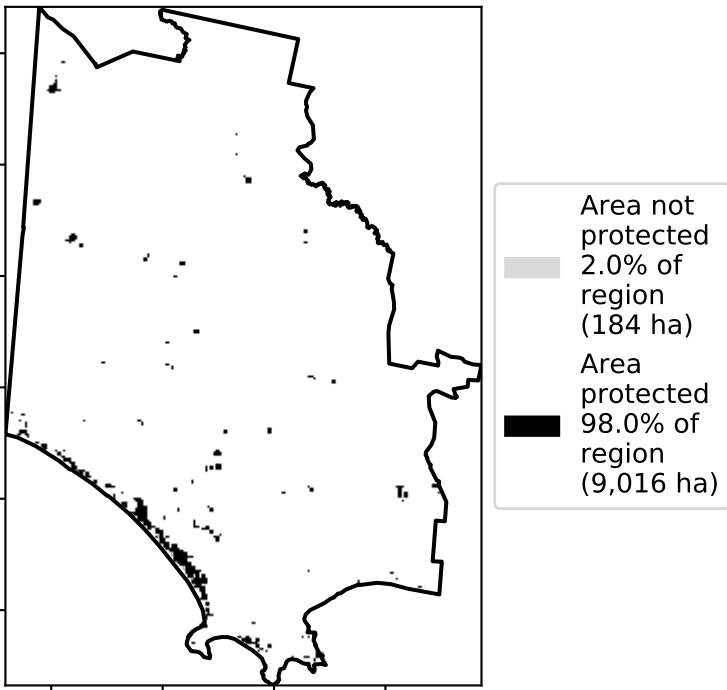 Area not
protected
2.0% of
region
(184 ha)
Area
protected
98.0% of
region
(9,016 ha)